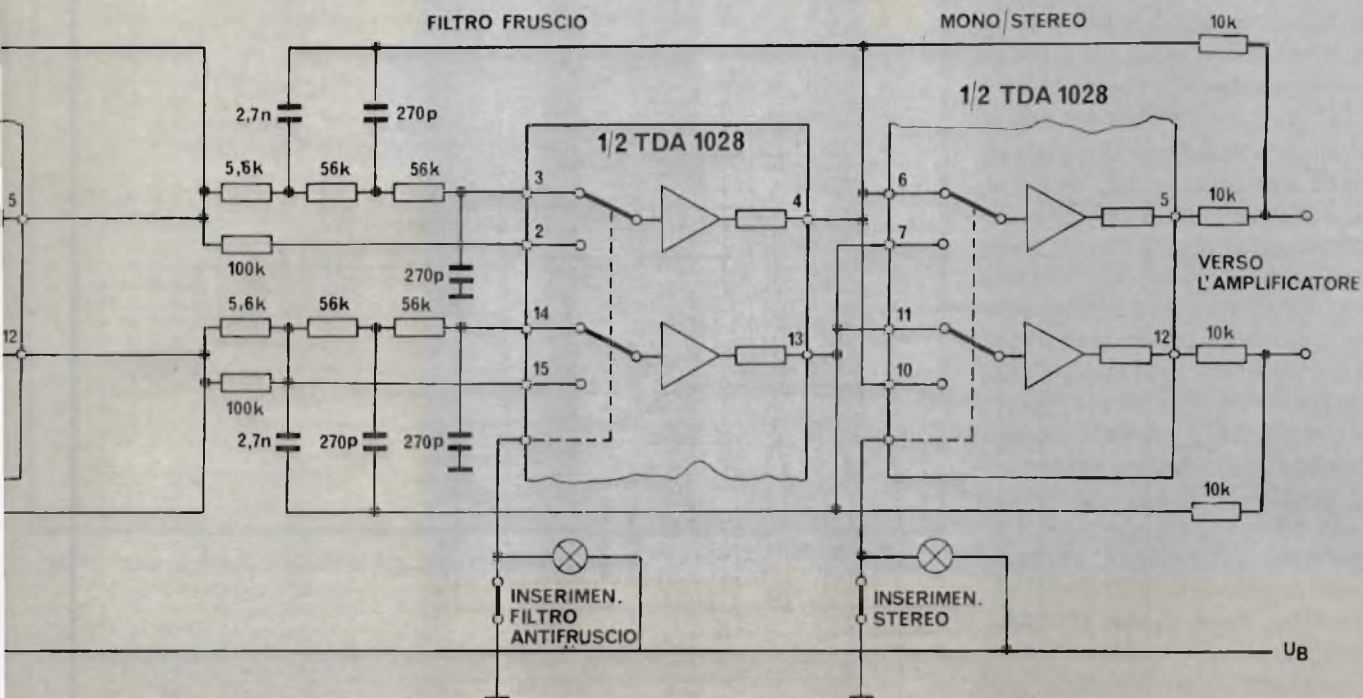 FILTRO FRUSCIO
MONO/STEREO
10k
1/2 TDA 1028
2,7n
270p
1/2 TDA 1028
5,6k
56k
56k
3
4
6
5
10k
5
2
7
100k
270p
VERSO
L'AMPLIFICATORE
5,6k
56k
56k
14
13
11
12
10k
12
15
10
100k
2,7n
270p
270p
10k
INSERIMEN.
FILTRO
ANTIFRUSCIO
INSERIMEN.
STEREO
UB